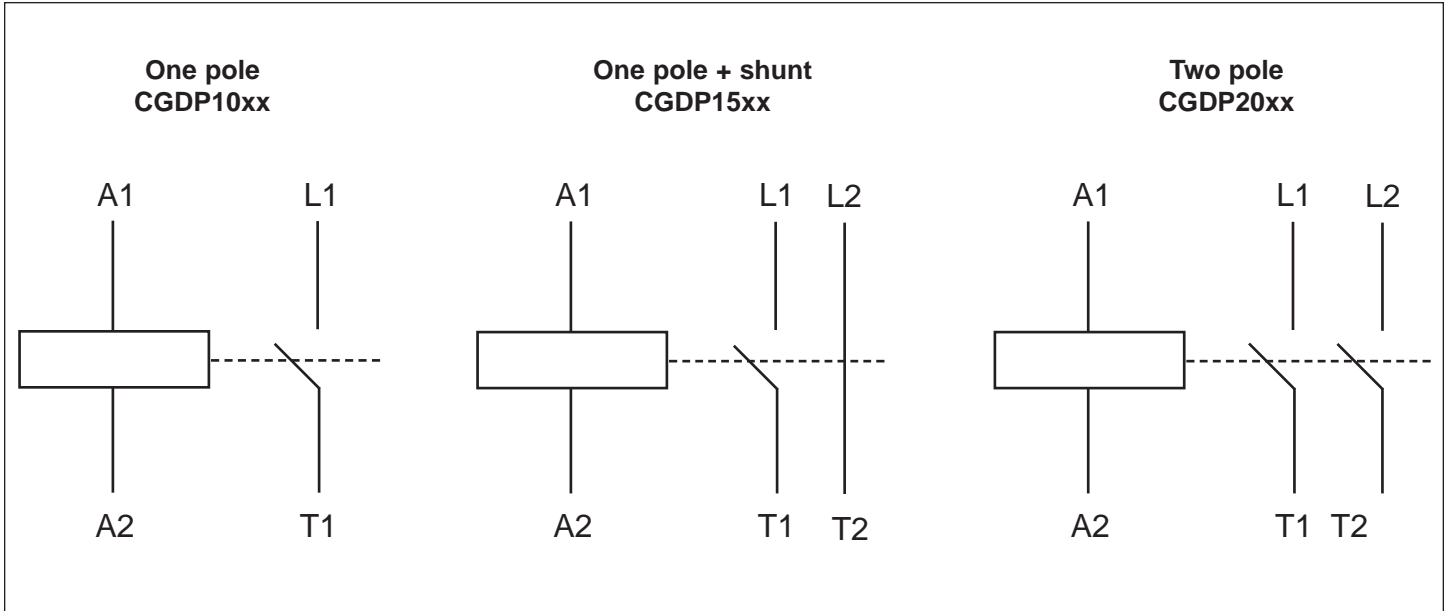 One pole
CGDP10xx
One pole + shunt
CGDP15xx
Two pole
CGDP20xx
A1 L1
A1 L1 L2
A1 L1 L2
A2 T1
A2 T1 T2
A2 T1 T2